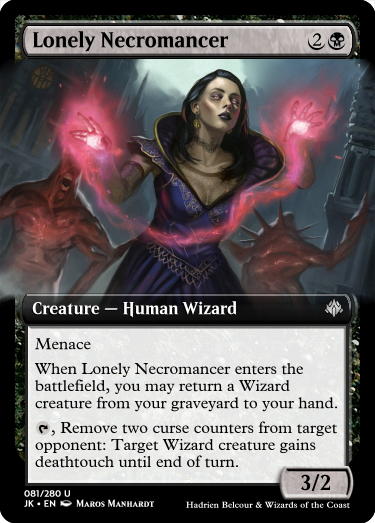 Lonely Necromancer 2
Creature — Human Wizard
Menace
When Lonely Necromancer enters the
battlefield, you may return a Wizard
creature from your graveyard to your hand.
, Remove two curse counters from target
opponent: Target Wizard creature gains
deathtouch until end of turn.
3/2
081/280 U
JK • EN Maros Manhardt
Hadrien Belcour & Wizards of the Coast